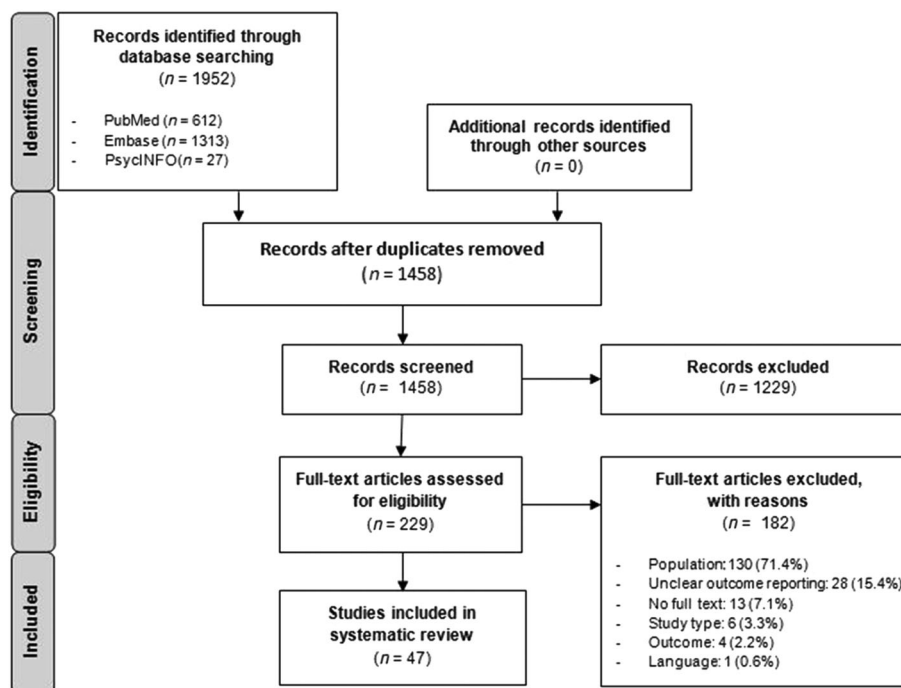 Identification
Records identified through
database searching
(n = 1952)
- PubMed (n = 612)
- Embase (n = 1313)
- PsycINFO(n = 27)
Additional records identified
through other sources
(n = 0)
Screening
Records after duplicates removed
(n = 1458)
Records screened
(n = 1458)
Records excluded
(n = 1229)
Eligibility
Full-text articles assessed
for eligibility
(n = 229)
Full-text articles excluded,
with reasons
(n = 182)
- Population: 130 (71.4%)
- Unclear outcome reporting: 28 (15.4%)
- No full text: 13 (7.1%)
- Study type: 6 (3.3%)
- Outcome: 4 (2.2%)
- Language: 1 (0.6%)
Included
Studies included in
systematic review
(n = 47)